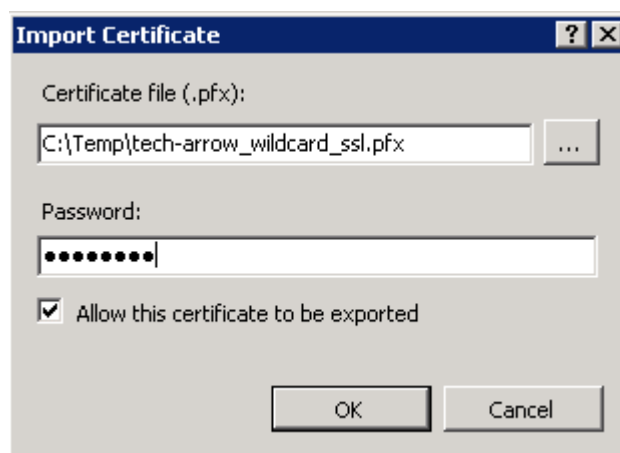 Import Certificate
Certificate file (.pfx):
C:\Temp\tech-arrow_wildcard_ssl.pfx
...
Password:
●●●●●●●●
Allow this certificate to be exported
OK
Cancel